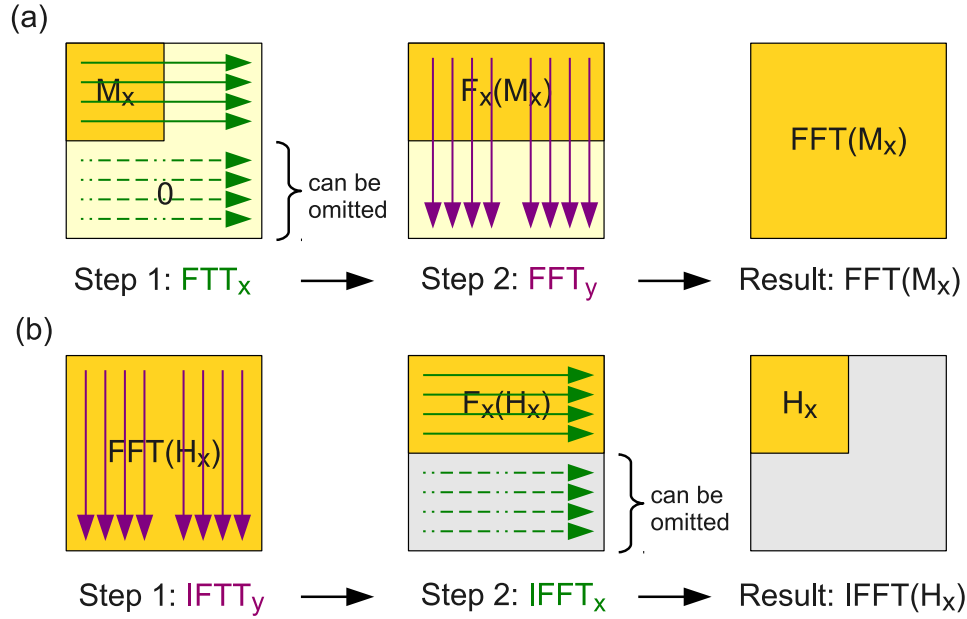 (a)
Mx
0
can be
omitted
Fx(Mx)
FFT(Mx)
Step 1: FTTx
Step 2: FFTy
Result: FFT(Mx)
(b)
FFT(Hx)
Fx(Hx)
can be
omitted
Hx
Step 1: IFTTy
Step 2: IFFTx
Result: IFFT(Hx)